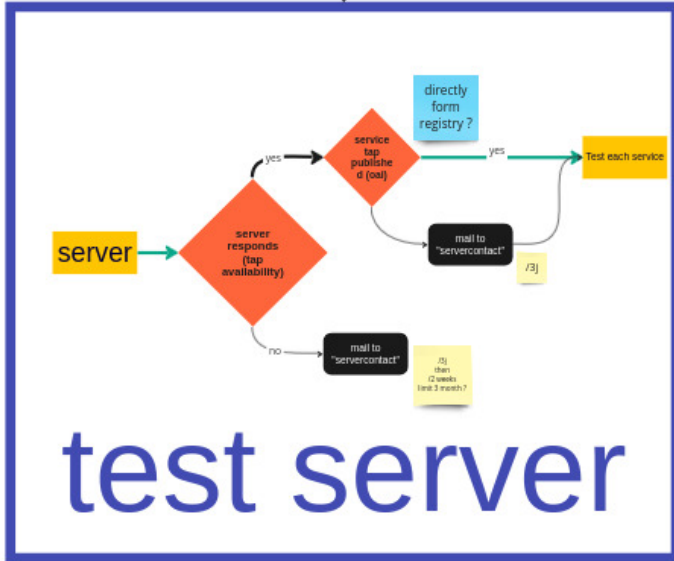 directly
form
registry ?
service
tap
publishe
d (oai)
yes
yes
Test each service
server
server
responds
(tap
availability)
mail to
"servercontact"
/3j
no
mail to
"servercontact"
/5j
than
/2 weeks
limit 3 month ?
test server